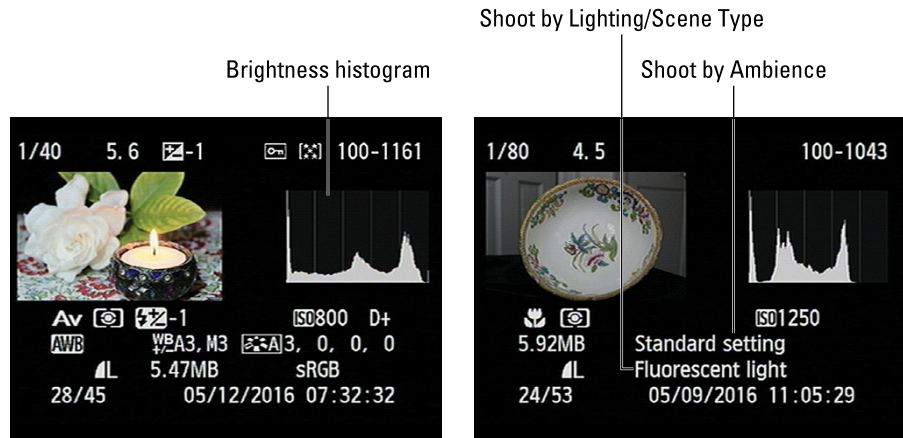 Shoot by Lighting/Scene Type
Brightness histogram
Shoot by Ambience
1/40 5.6 -1 100-1161
Av -1 ISO800 D+
AWB WB+/- A3, M3 A 3, 0, 0, 0
L 5.47MB sRGB
28/45 05/12/2016 07:32:32
1/80 4.5 100-1043
ISO1250
5.92MB Standard setting
L Fluorescent light
24/53 05/09/2016 11:05:29